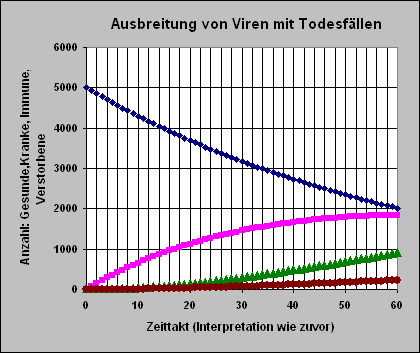 Ausbreitung von Viren mit Todesfällen
6000
5000
4000
3000
2000
1000
0
Anzahl: Gesunde,Kranke, Immune,
Verstorbene
0 10 20 30 40 50 60
Zeittakt (Interpretation wie zuvor)